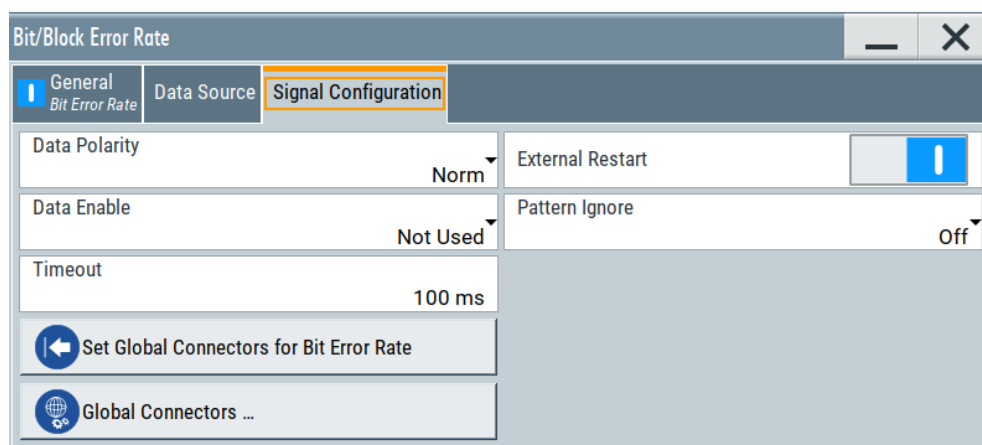 Bit/Block Error Rate
General
Bit Error Rate
Data Source
Signal Configuration
Data Polarity
Norm
External Restart
Data Enable
Not Used
Pattern Ignore
Off
Timeout
100 ms
Set Global Connectors for Bit Error Rate
Global Connectors ...